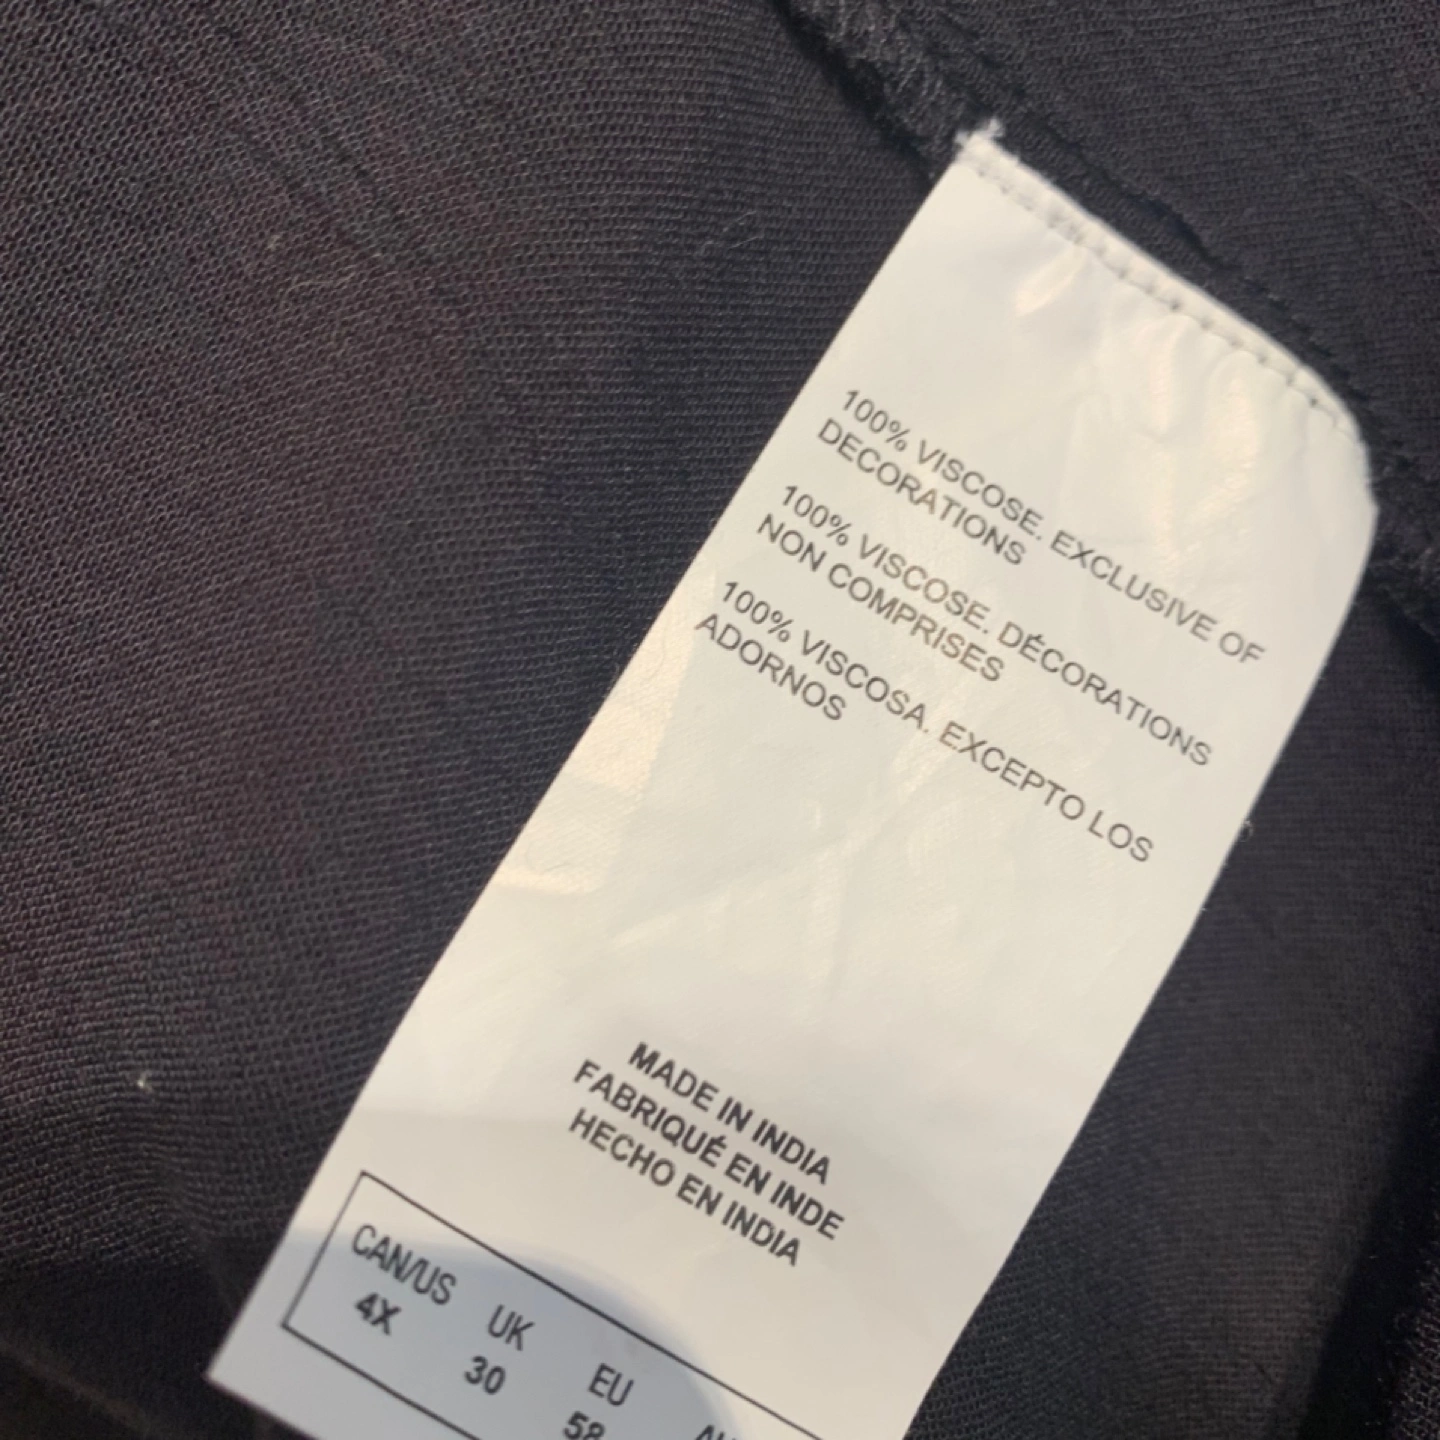 100% VISCOSE. EXCLUSIVE OF
DECORATIONS
100% VISCOSE. DÉCORATIONS
NON COMPRISES
100% VISCOSA. EXCEPTO LOS
ADORNOS
MADE IN INDIA
FABRIQUÉ EN INDE
HECHO EN INDIA
CAN/US UK EU
4X 30 58